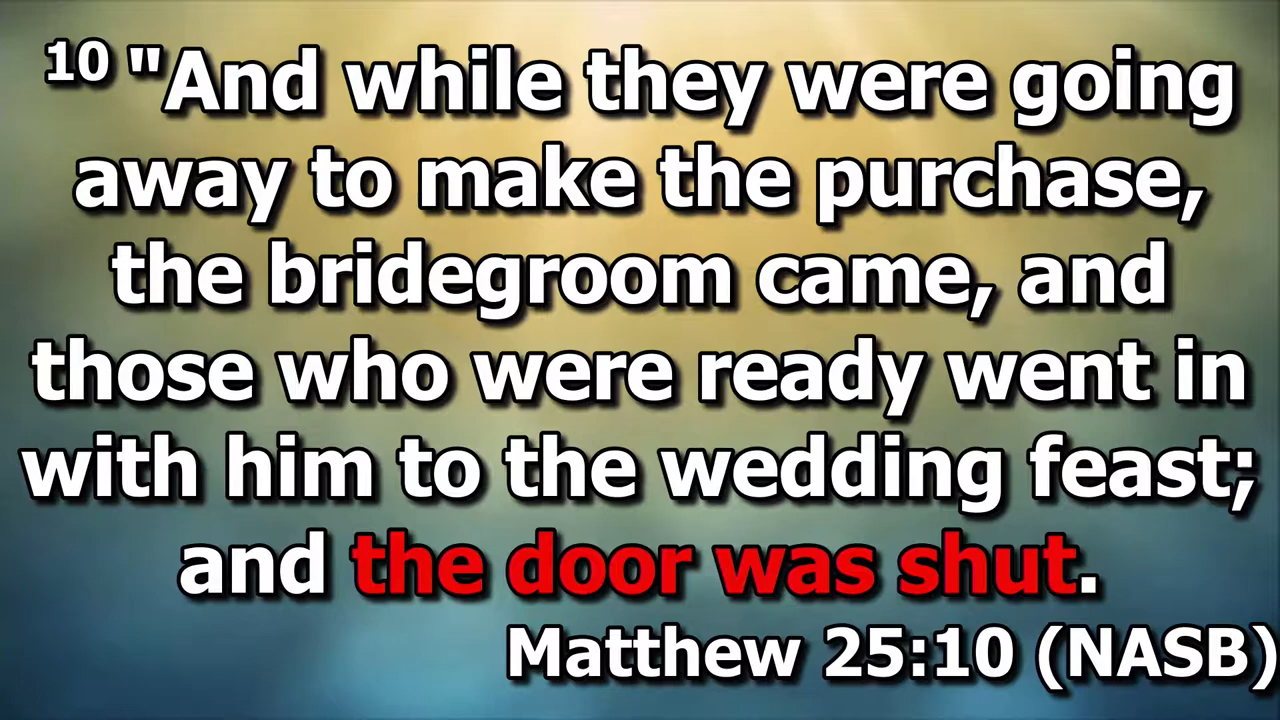 10 "And while they were going
away to make the purchase,
the bridegroom came, and
those who were ready went in
with him to the wedding feast;
and the door was shut.
Matthew 25:10 (NASB)